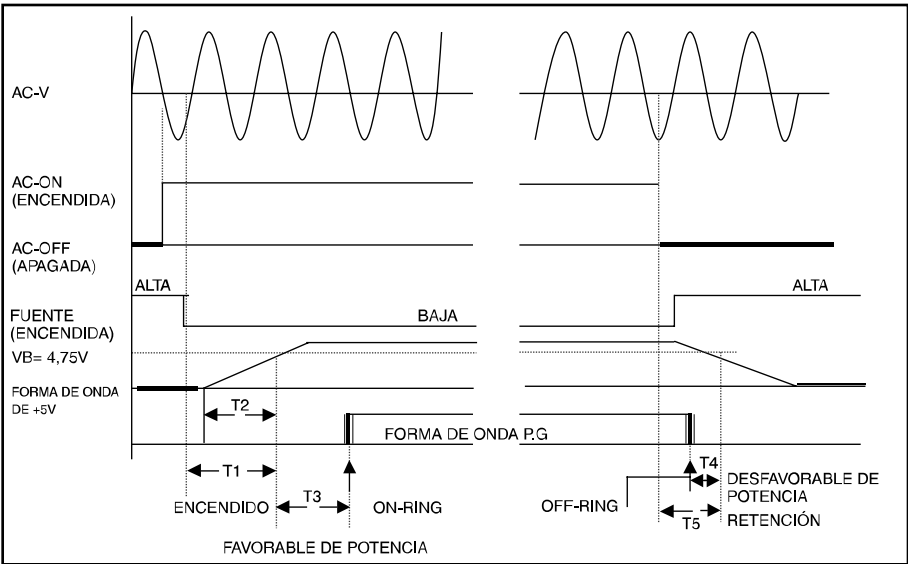 AC-V
AC-ON
(ENCENDIDA)
AC-OFF
(APAGADA)
ALTA
ALTA
FUENTE
(ENCENDIDA)
BAJA
VB= 4,75V
FORMA DE ONDA
DE +5V
T2
FORMA DE ONDA P.G
T1
T4
DESFAVORABLE DE
POTENCIA
ENCENDIDO
T3
ON-RING
OFF-RING
T5
RETENCIÓN
FAVORABLE DE POTENCIA